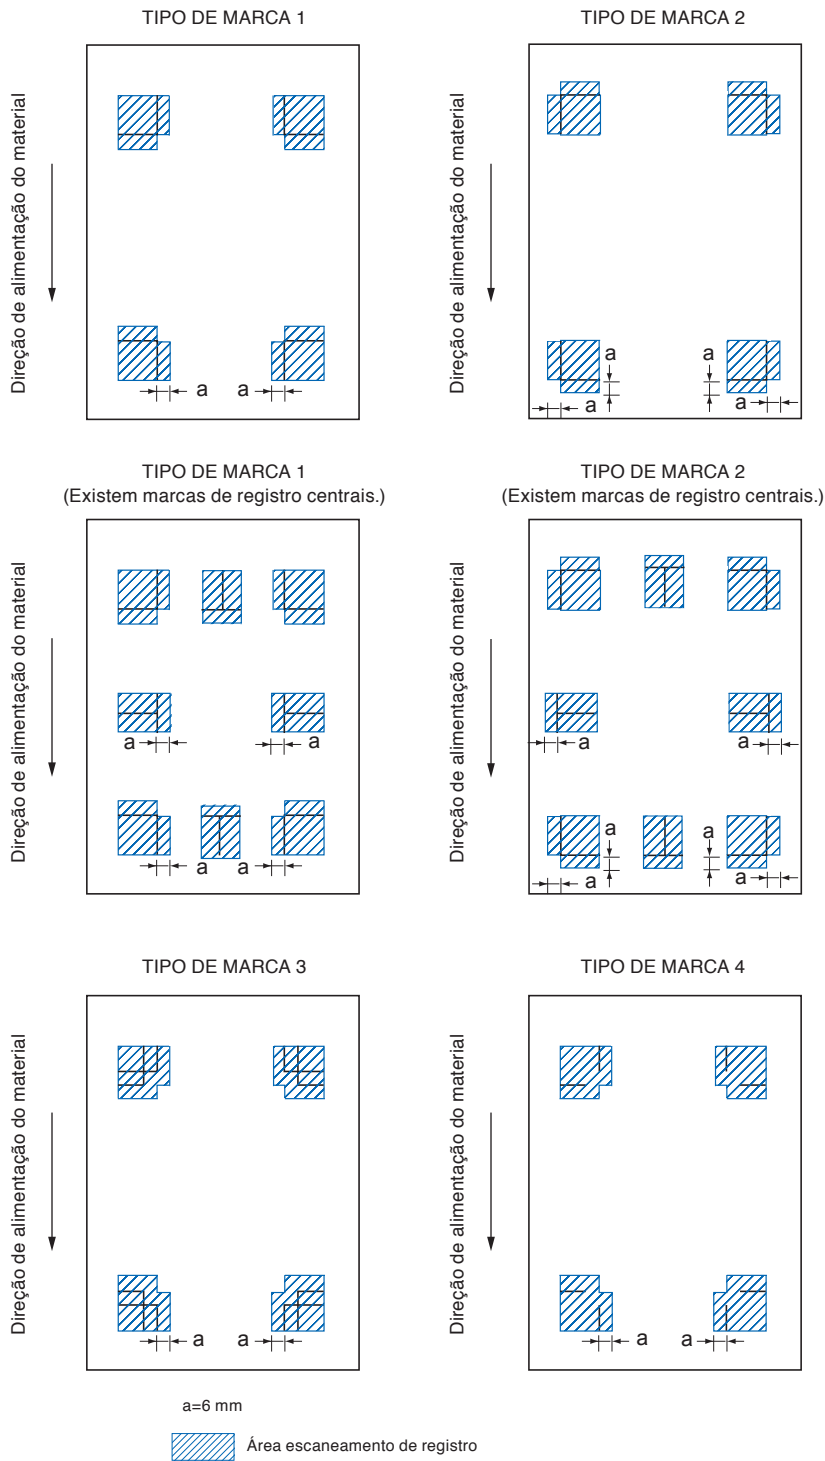 TIPO DE MARCA 1
Direção de alimentação do material
a
a
TIPO DE MARCA 2
Direção de alimentação do material
a
a
a
a
TIPO DE MARCA 1
(Existem marcas de registro centrais.)
Direção de alimentação do material
a
a
a
a
TIPO DE MARCA 2
(Existem marcas de registro centrais.)
Direção de alimentação do material
a
a
a
a
a
a
TIPO DE MARCA 3
Direção de alimentação do material
a
a
TIPO DE MARCA 4
Direção de alimentação do material
a
a
a=6 mm
Área escaneamento de registro